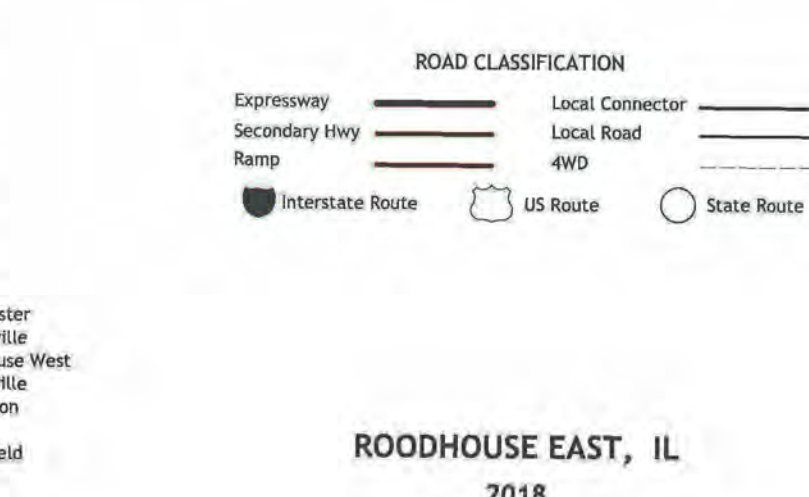 ROAD CLASSIFICATION
Expressway
Local Connector
Secondary Hwy
Local Road
Ramp
4WD
Interstate Route
US Route
State Route
ster
ville
use West
ville
on
eld
ROODHOUSE EAST, IL
2018